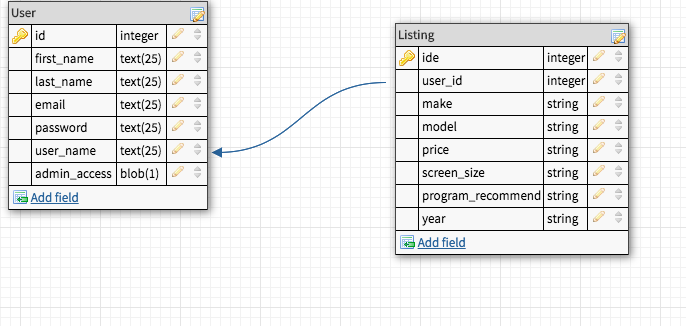 User
id integer
first_name text(25)
last_name text(25)
email text(25)
password text(25)
user_name text(25)
admin_access blob(1)
Add field
Listing
ide integer
user_id integer
make string
model string
price string
screen_size string
program_recommend string
year string
Add field